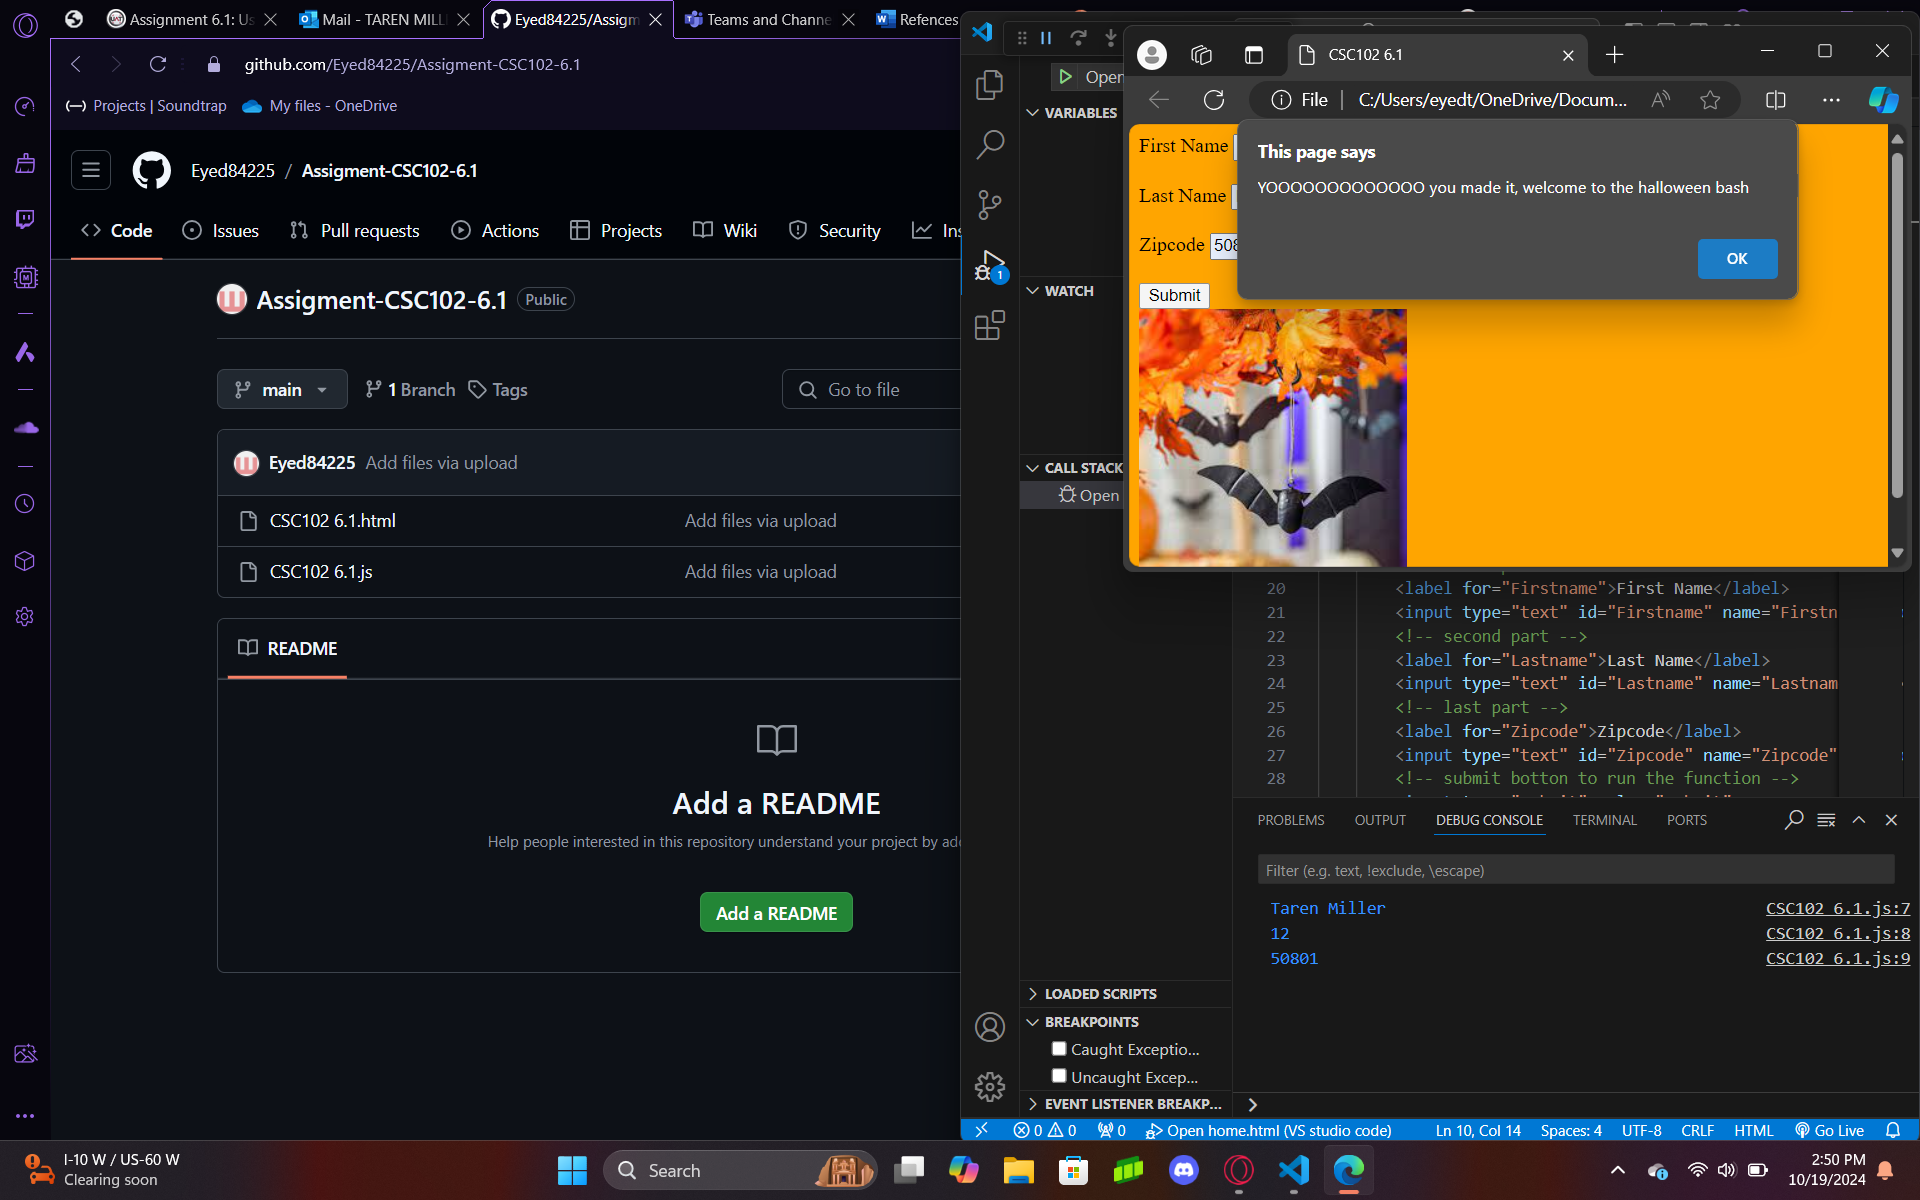 Assignment 6.1: Us
Mail - TAREN MILL
Eyed84225/Assign
Teams and Channe
Refences
github.com/Eyed84225/Assigment-CSC102-6.1
Projects | Soundtrap
My files - OneDrive
Eyed84225 / Assigment-CSC102-6.1
Code
Issues
Pull requests
Actions
Projects
Wiki
Security
Ins
Assigment-CSC102-6.1
Public
main
1 Branch
Tags
Go to file
Eyed84225 Add files via upload
CSC102 6.1.html
Add files via upload
CSC102 6.1.js
Add files via upload
README
Add a README
Help people interested in this repository understand your project by add
Add a README
Open
VARIABLES
WATCH
CALL STACK
Open
LOADED SCRIPTS
BREAKPOINTS
Caught Exceptio...
Uncaught Excep...
EVENT LISTENER BREAKP...
1
CSC102 6.1
File
C:/Users/eyedt/OneDrive/Docum...
First Name
Last Name
Zipcode 508
Submit
This page says
YOOOOOOOOOOOOO you made it, welcome to the halloween bash
OK
20 <label for="Firstname">First Name</label>
21 <input type="text" id="Firstname" name="Firstn
22 <!-- second part -->
23 <label for="Lastname">Last Name</label>
24 <input type="text" id="Lastname" name="Lastnam
25 <!-- last part -->
26 <label for="Zipcode">Zipcode</label>
27 <input type="text" id="Zipcode" name="Zipcode"
28 <!-- submit botton to run the function -->
PROBLEMS
OUTPUT
DEBUG CONSOLE
TERMINAL
PORTS
Filter (e.g. text, !exclude, \escape)
Taren Miller CSC102 6.1.js:7
12 CSC102 6.1.js:8
50801 CSC102 6.1.js:9
0 0
0
Open home.html (VS studio code)
Ln 10, Col 14
Spaces: 4
UTF-8
CRLF
HTML
Go Live
I-10 W / US-60 W
Clearing soon
Search
2:50 PM
10/19/2024